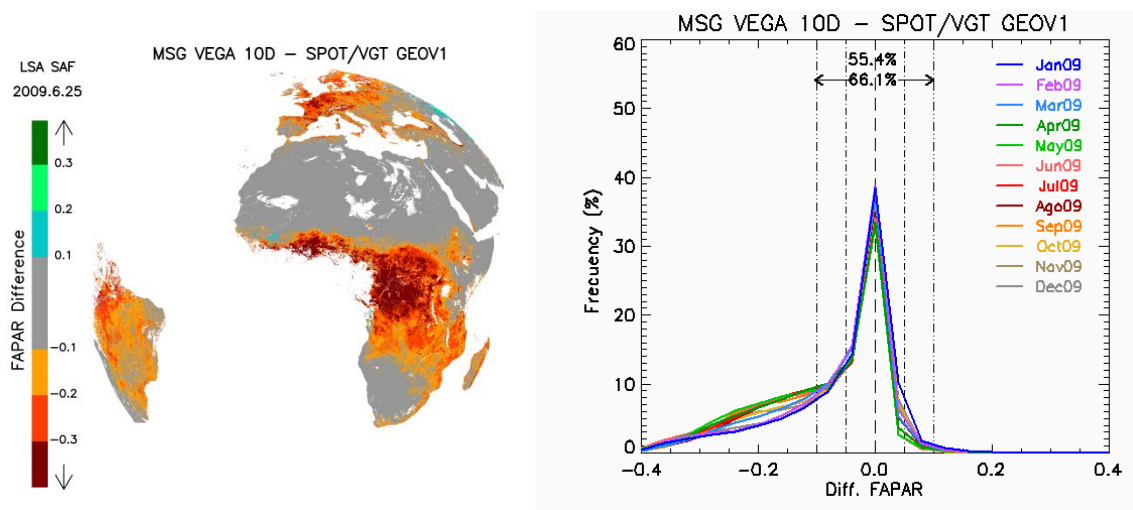 MSG VEGA 10D – SPOT/VGT GEOV1
LSA SAF
2009.6.25
FAPAR Difference
0.3
0.2
0.1
-0.1
-0.2
-0.3
MSG VEGA 10D – SPOT/VGT GEOV1
Frecuency (%)
60
50
40
30
20
10
0
55.4%
66.1%
Jan09
Feb09
Mar09
Apr09
May09
Jun09
Jul09
Ago09
Sep09
Oct09
Nav09
Dec09
-0.4
-0.2
0.0
0.2
0.4
Diff. FAPAR